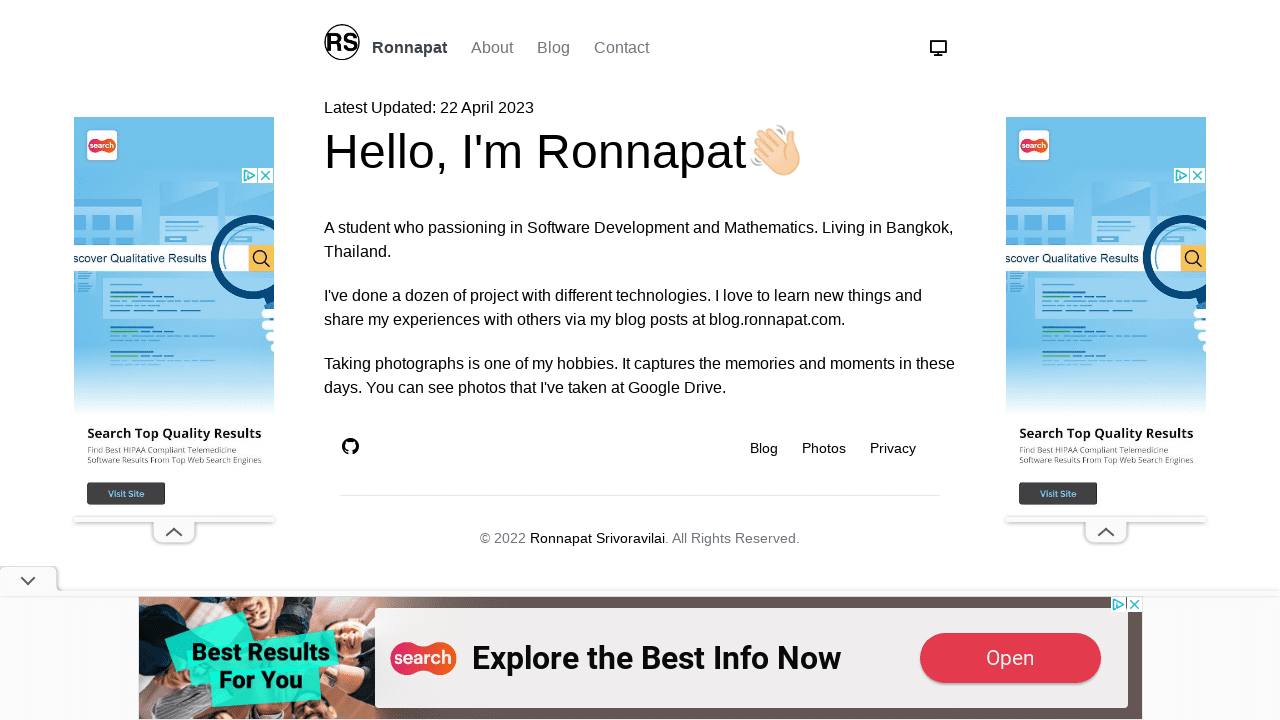 RS
Ronnapat
About
Blog
Contact
Latest Updated: 22 April 2023
Hello, I'm Ronnapat👋🏻
A student who passioning in Software Development and Mathematics. Living in Bangkok,
Thailand.
I've done a dozen of project with different technologies. I love to learn new things and
share my experiences with others via my blog posts at blog.ronnapat.com.
Taking photographs is one of my hobbies. It captures the memories and moments in these
days. You can see photos that I've taken at Google Drive.
Blog
Photos
Privacy
© 2022 Ronnapat Srivoravilai. All Rights Reserved.
search
scover Qualitative Results
Search Top Quality Results
Find Best HIPAA Compliant Telemedicine
Software Results From Top Web Search Engines
Visit Site
search
scover Qualitative Results
Search Top Quality Results
Find Best HIPAA Compliant Telemedicine
Software Results From Top Web Search Engines
Visit Site
Best Results
For You
search
Explore the Best Info Now
Open